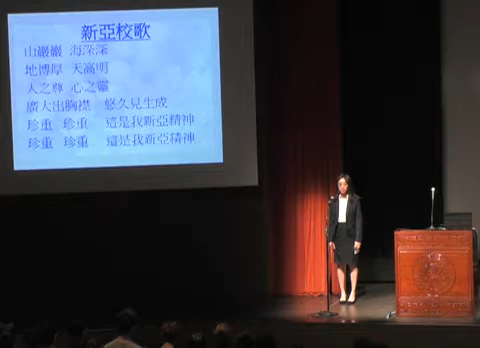 新亞校歌
山巖巖 海深深
地博厚 天高明
人之尊 心之靈
廣大出胸襟 悠久見生成
珍重 珍重 這是我新亞精神
珍重 珍重 這是我新亞精神